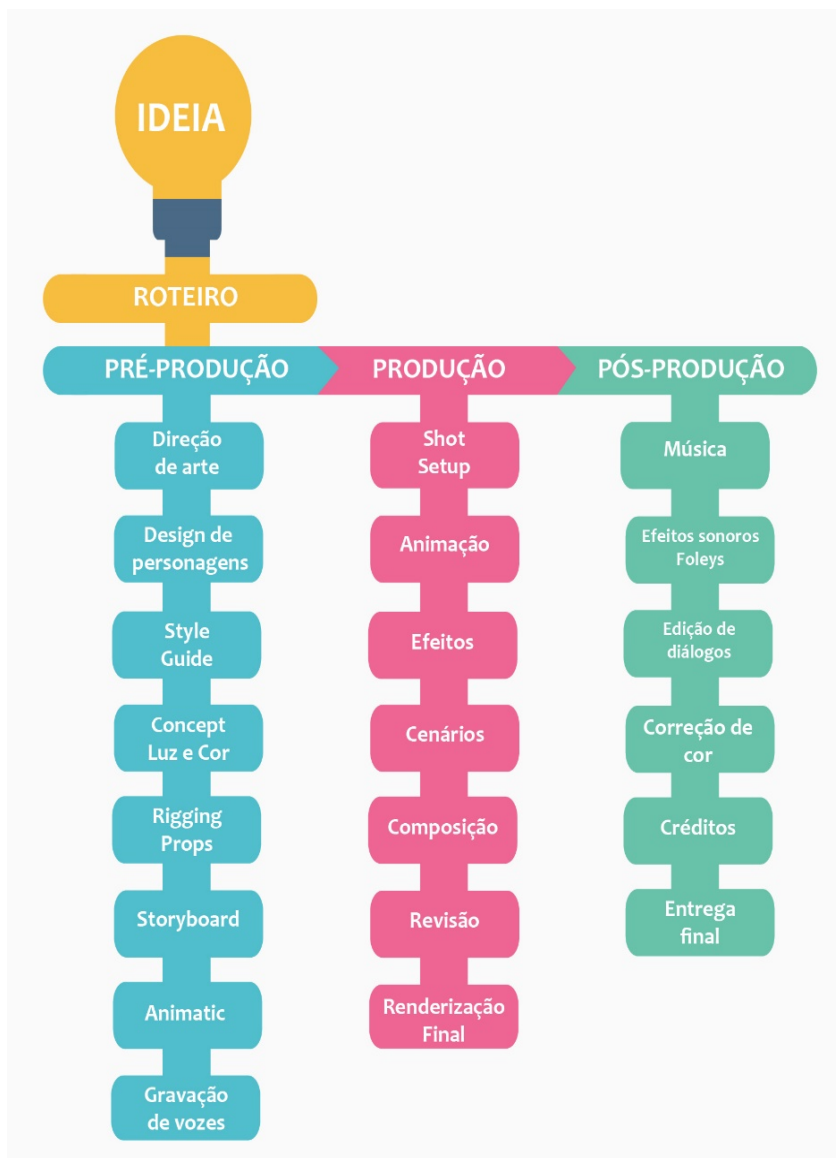 IDEIA
ROTEIRO
PRÉ-PRODUÇÃO
PRODUÇÃO
PÓS-PRODUÇÃO
Direção
de arte
Design de
personagens
Style
Guide
Concept
Luz e Cor
Rigging
Props
Storyboard
Animatic
Gravação
de vozes
Shot
Setup
Animação
Efeitos
Cenários
Composição
Revisão
Renderização
Final
Música
Efeitos sonoros
Foleys
Edição de
diálogos
Correção de
cor
Créditos
Entrega
final